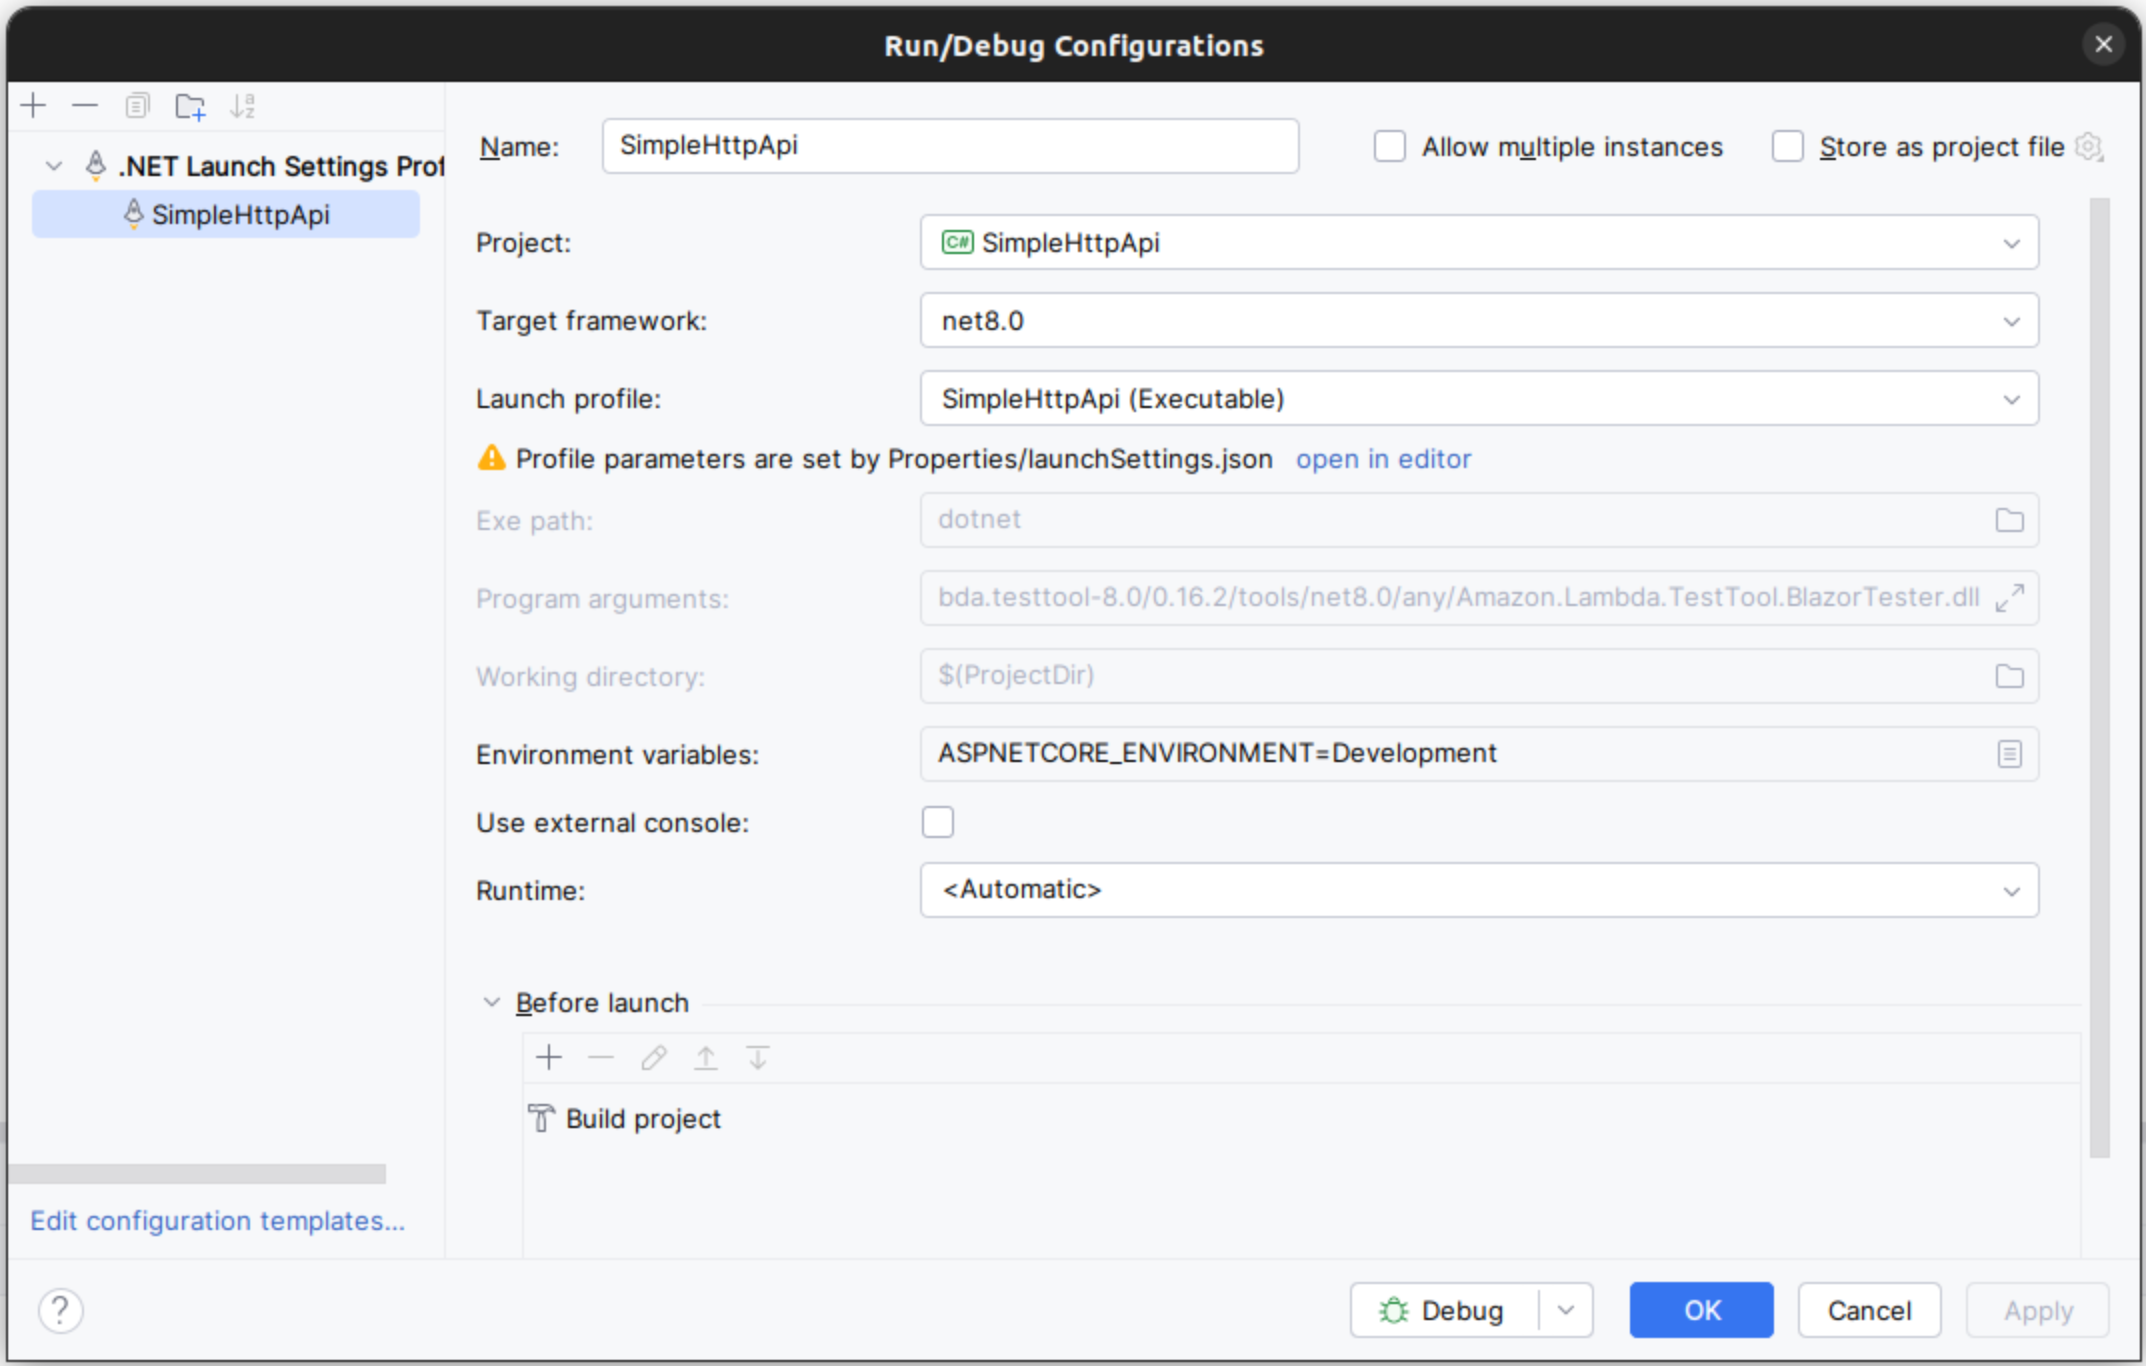 Run/Debug Configurations
.NET Launch Settings Prof
SimpleHttpApi
Edit configuration templates...
Name: SimpleHttpApi Allow multiple instances Store as project file
Project: C# SimpleHttpApi
Target framework: net8.0
Launch profile: SimpleHttpApi (Executable)
Profile parameters are set by Properties/launchSettings.json open in editor
Exe path: dotnet
Program arguments: bda.testtool-8.0/0.16.2/tools/net8.0/any/Amazon.Lambda.TestTool.BlazorTester.dll
Working directory: $(ProjectDir)
Environment variables: ASPNETCORE_ENVIRONMENT=Development
Use external console:
Runtime: <Automatic>
Before launch
Build project
? Debug OK Cancel Apply